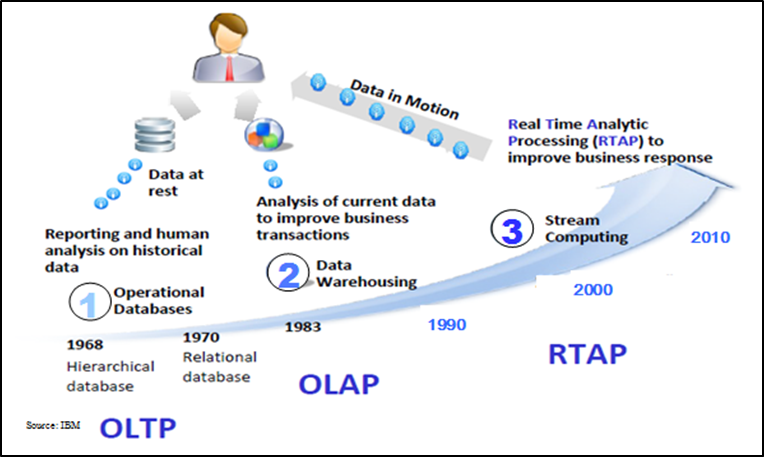 Data in Motion
Real Time Analytic
Processing (RTAP) to
improve business response
Data at
rest
Analysis of current data
to improve business
transactions
Reporting and human
analysis on historical
data
1
Operational
Databases
2
Data
Warehousing
3
Stream
Computing
2010
2000
1990
1983
1970
Relational
database
1968
Hierarchical
database
RTAP
OLAP
OLTP
Source: IBM